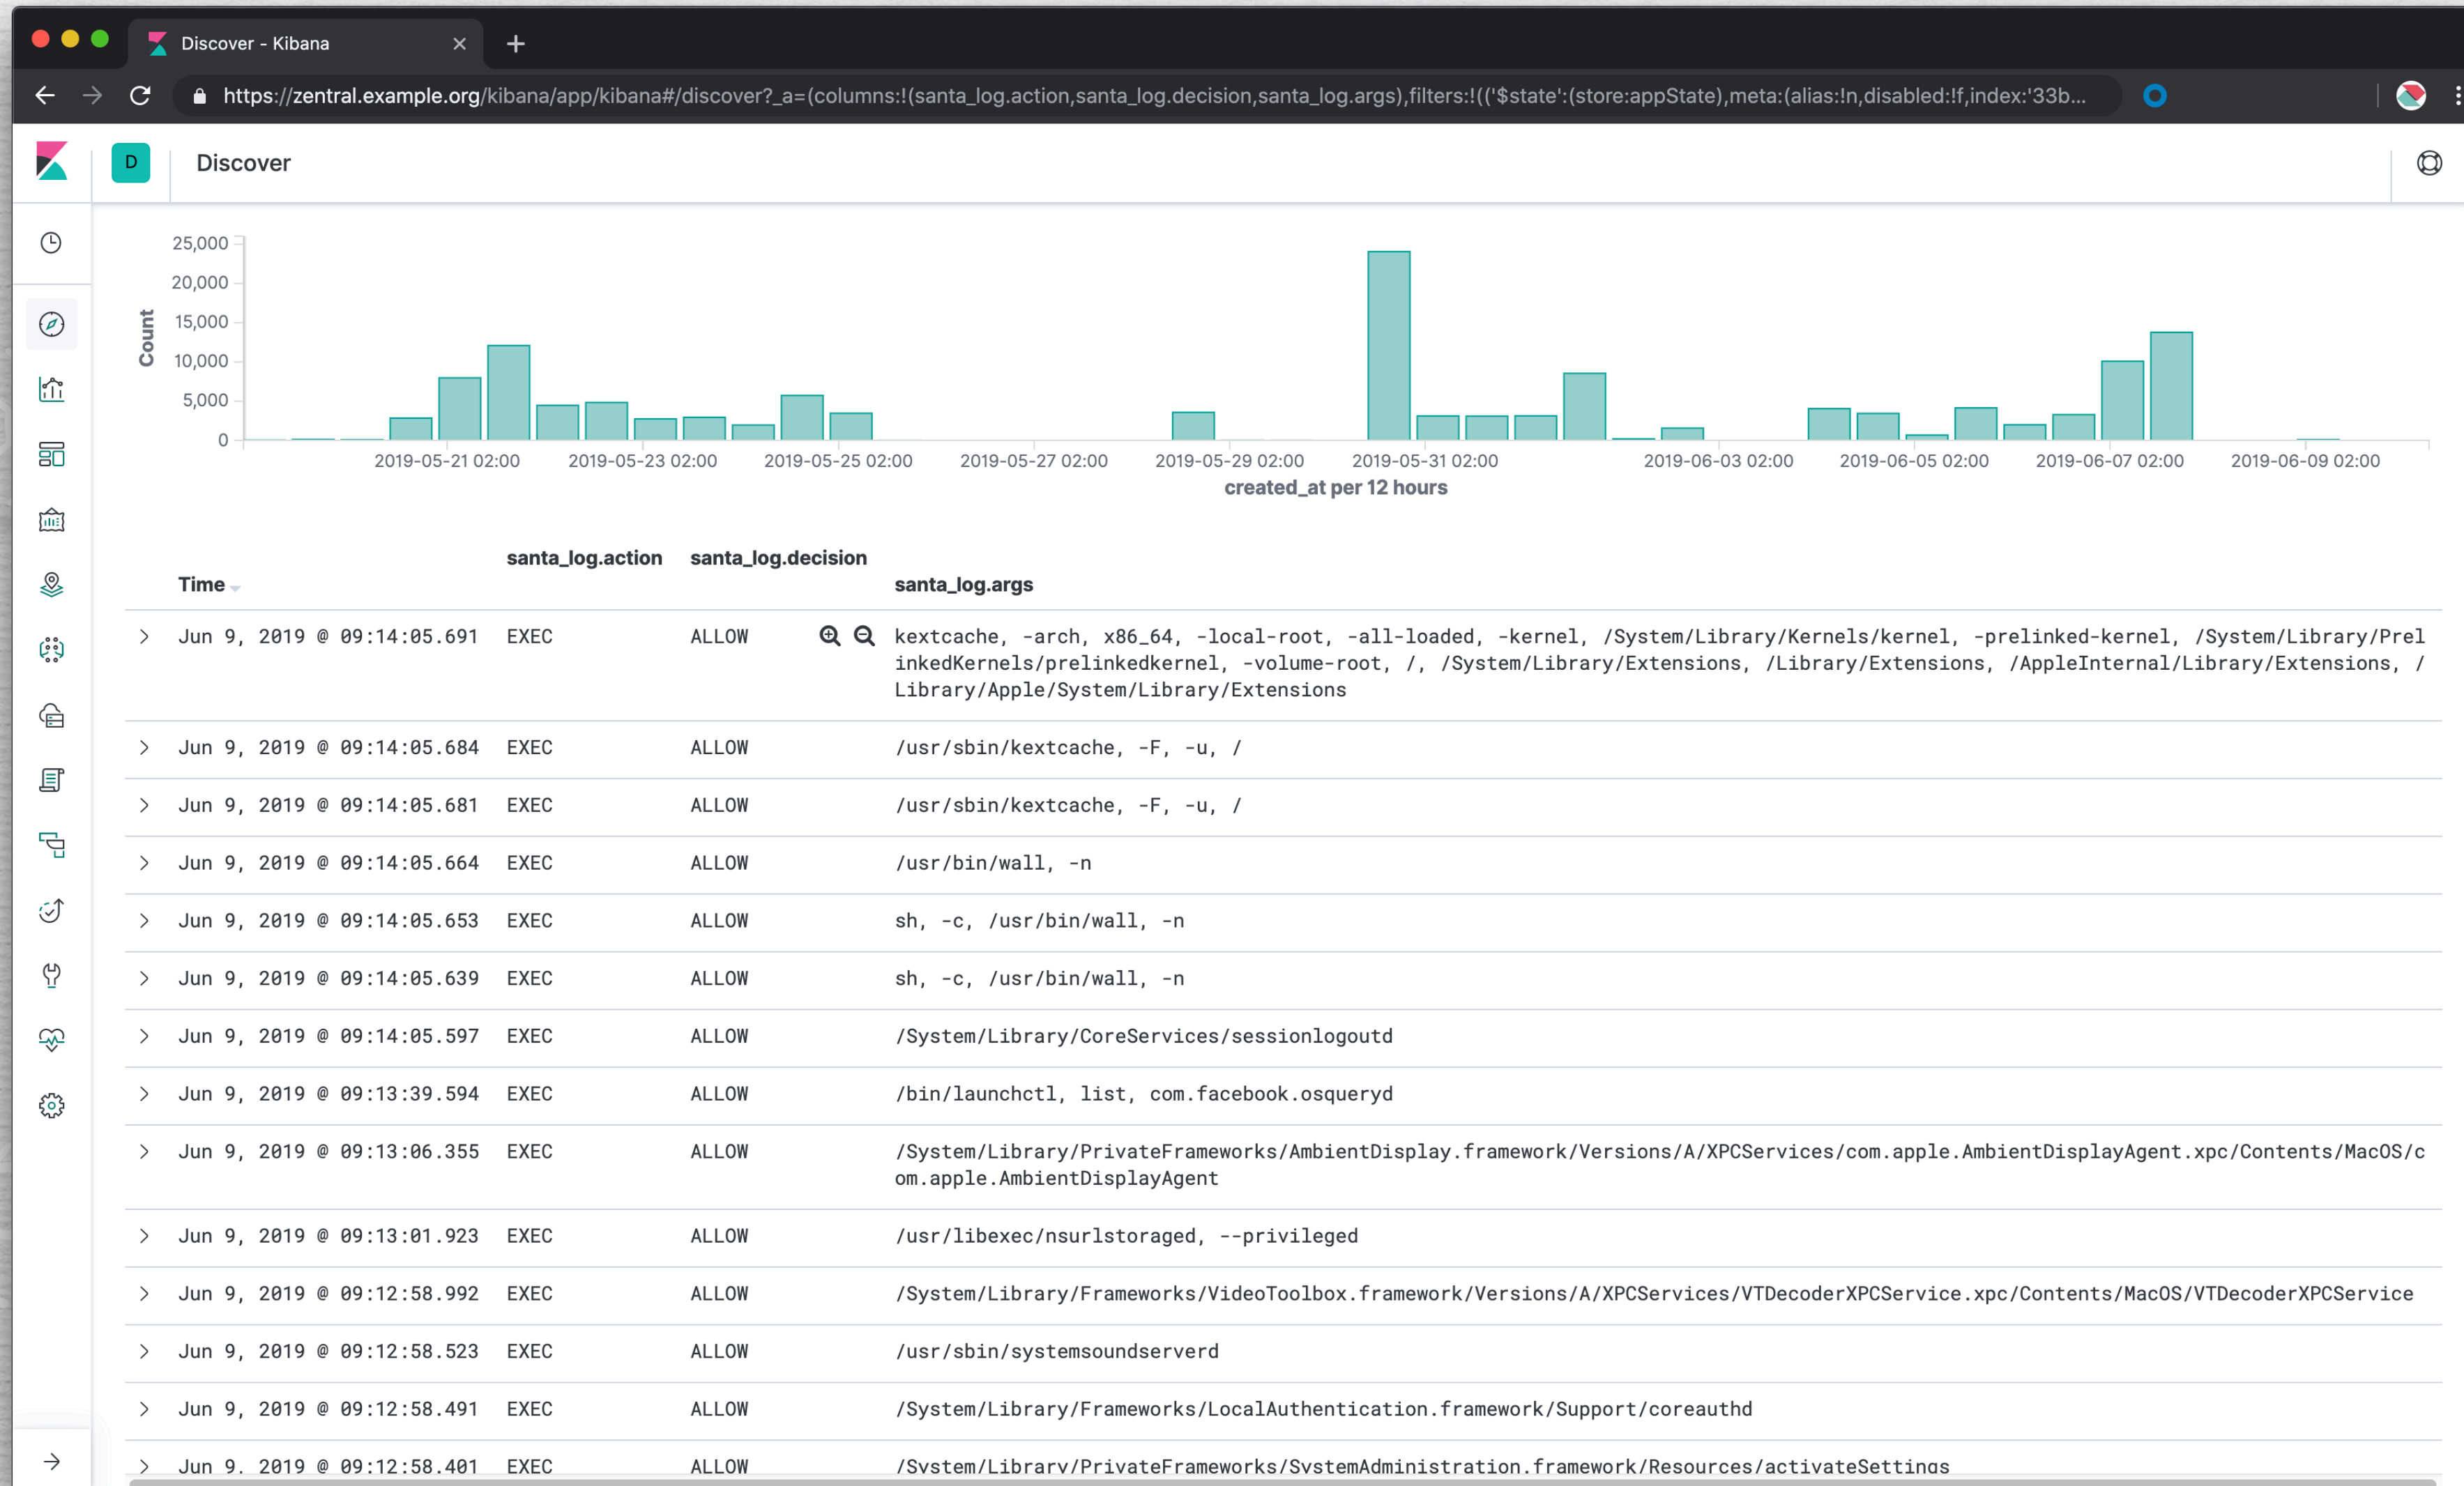 Discover - Kibana
https://zentral.example.org/kibana/app/kibana#/discover?_a=(columns:!(santa_log.action,santa_log.decision,santa_log.args),filters:!(('$state':(store:appState),meta:(alias:!n,disabled:!f,index:'33b...
D
Discover
25,000
20,000
15,000
10,000
5,000
0
Count
2019-05-21 02:00 2019-05-23 02:00 2019-05-25 02:00 2019-05-27 02:00 2019-05-29 02:00 2019-05-31 02:00 2019-06-03 02:00 2019-06-05 02:00 2019-06-07 02:00 2019-06-09 02:00
created_at per 12 hours
Time santa_log.action santa_log.decision santa_log.args
Jun 9, 2019 @ 09:14:05.691 EXEC ALLOW kextcache, -arch, x86_64, -local-root, -all-loaded, -kernel, /System/Library/Kernels/kernel, -prelinked-kernel, /System/Library/Prel
inkedKernels/prelinkedkernel, -volume-root, /, /System/Library/Extensions, /Library/Extensions, /AppleInternal/Library/Extensions, /
Library/Apple/System/Library/Extensions
Jun 9, 2019 @ 09:14:05.684 EXEC ALLOW /usr/sbin/kextcache, -F, -u, /
Jun 9, 2019 @ 09:14:05.681 EXEC ALLOW /usr/sbin/kextcache, -F, -u, /
Jun 9, 2019 @ 09:14:05.664 EXEC ALLOW /usr/bin/wall, -n
Jun 9, 2019 @ 09:14:05.653 EXEC ALLOW sh, -c, /usr/bin/wall, -n
Jun 9, 2019 @ 09:14:05.639 EXEC ALLOW sh, -c, /usr/bin/wall, -n
Jun 9, 2019 @ 09:14:05.597 EXEC ALLOW /System/Library/CoreServices/sessionlogoutd
Jun 9, 2019 @ 09:13:39.594 EXEC ALLOW /bin/launchctl, list, com.facebook.osqueryd
Jun 9, 2019 @ 09:13:06.355 EXEC ALLOW /System/Library/PrivateFrameworks/AmbientDisplay.framework/Versions/A/XPCServices/com.apple.AmbientDisplayAgent.xpc/Contents/MacOS/c
om.apple.AmbientDisplayAgent
Jun 9, 2019 @ 09:13:01.923 EXEC ALLOW /usr/libexec/nsurlstoraged, --privileged
Jun 9, 2019 @ 09:12:58.992 EXEC ALLOW /System/Library/Frameworks/VideoToolbox.framework/Versions/A/XPCServices/VTDecoderXPCService.xpc/Contents/MacOS/VTDecoderXPCService
Jun 9, 2019 @ 09:12:58.523 EXEC ALLOW /usr/sbin/systemsoundserverd
Jun 9, 2019 @ 09:12:58.491 EXEC ALLOW /System/Library/Frameworks/LocalAuthentication.framework/Support/coreauthd
Jun 9, 2019 @ 09:12:58.401 EXEC ALLOW /System/Library/PrivateFrameworks/SystemAdministration.framework/Resources/activateSettings